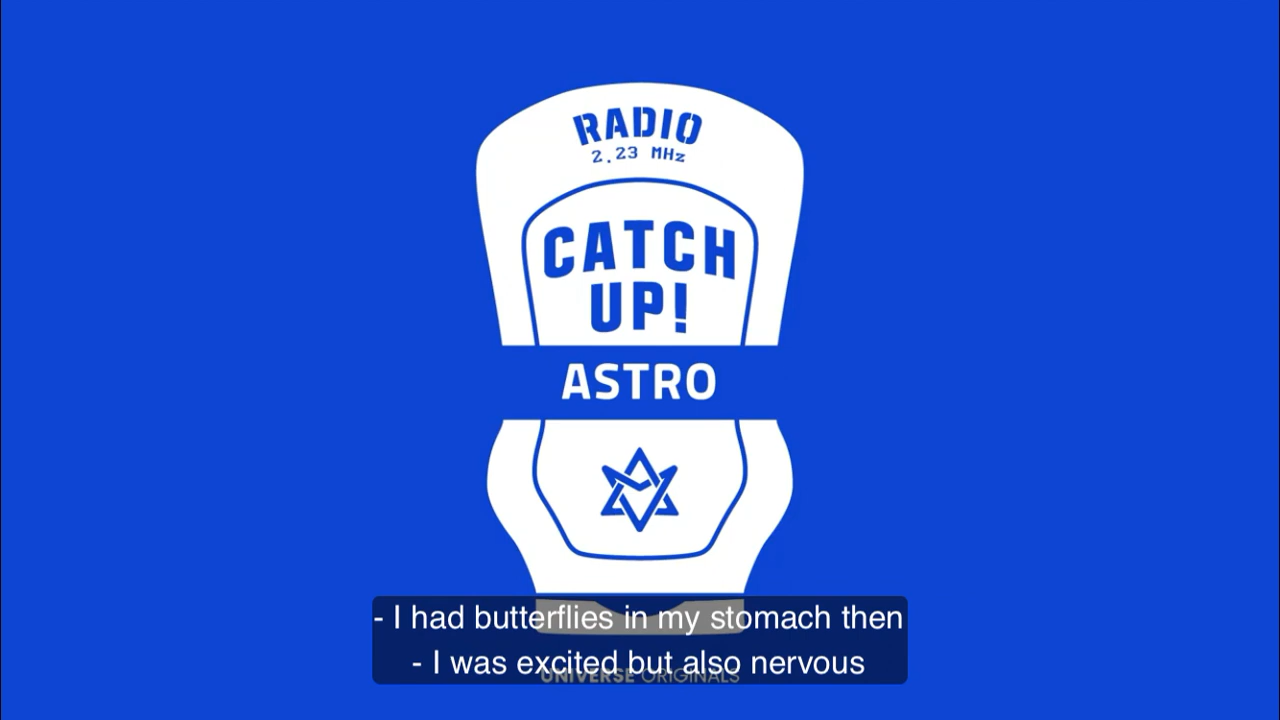 RADIO
2.23 MHz
CATCH
UP!
ASTRO
- I had butterflies in my stomach then
- I was excited but also nervous
UNIVERSE ORIGINALS